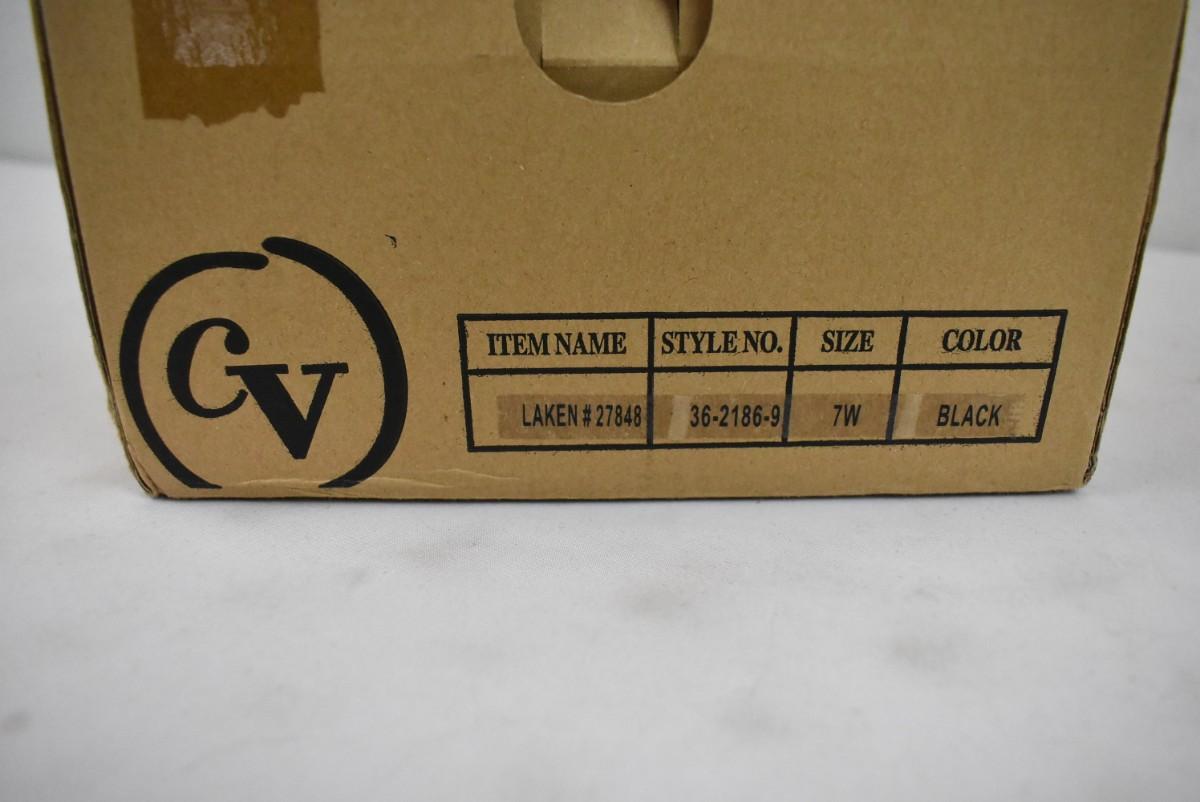 CV
ITEM NAME STYLE NO. SIZE COLOR
LAKEN # 27848 36-2186-9 7W BLACK